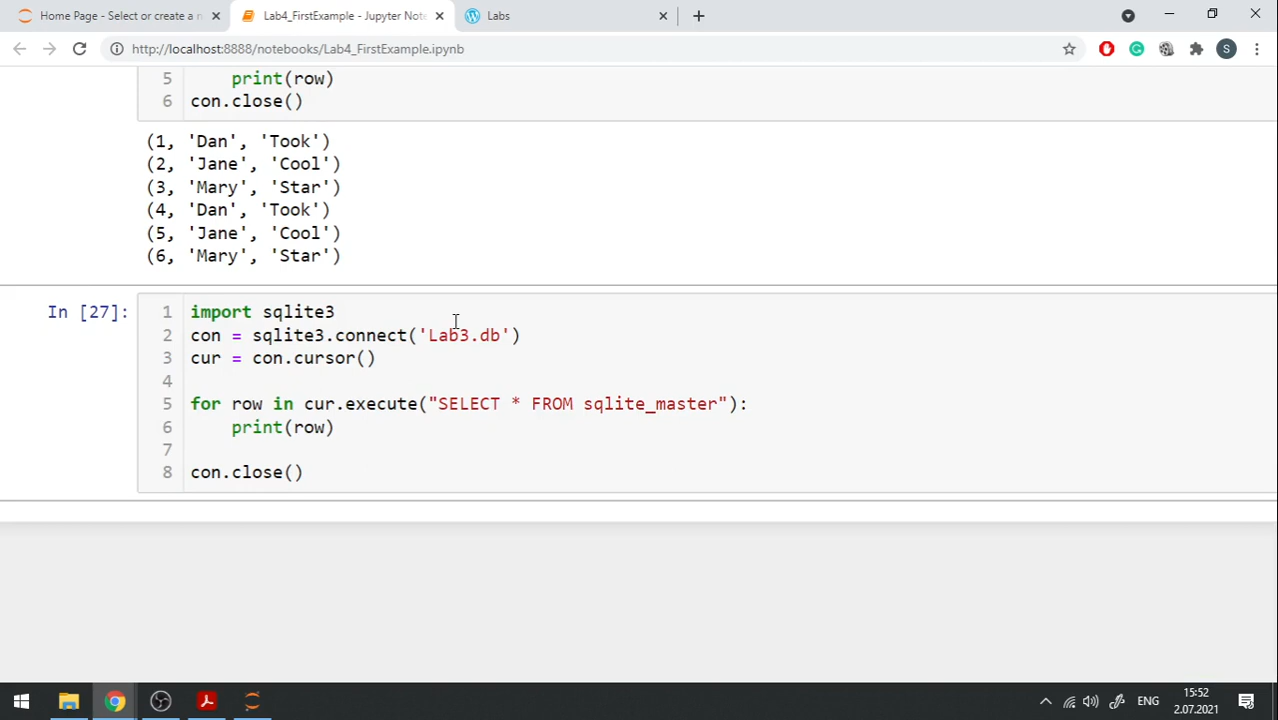 Home Page - Select or create a n
Lab4_FirstExample - Jupyter Note
Labs
http://localhost:8888/notebooks/Lab4_FirstExample.ipynb
S
5 print(row)
6 con.close()
(1, 'Dan', 'Took')
(2, 'Jane', 'Cool')
(3, 'Mary', 'Star')
(4, 'Dan', 'Took')
(5, 'Jane', 'Cool')
(6, 'Mary', 'Star')
In [27]:
1 import sqlite3
2 con = sqlite3.connect('Lab3.db')
3 cur = con.cursor()
4
5 for row in cur.execute("SELECT * FROM sqlite_master"):
6 print(row)
7
8 con.close()
ENG
15:52
2.07.2021